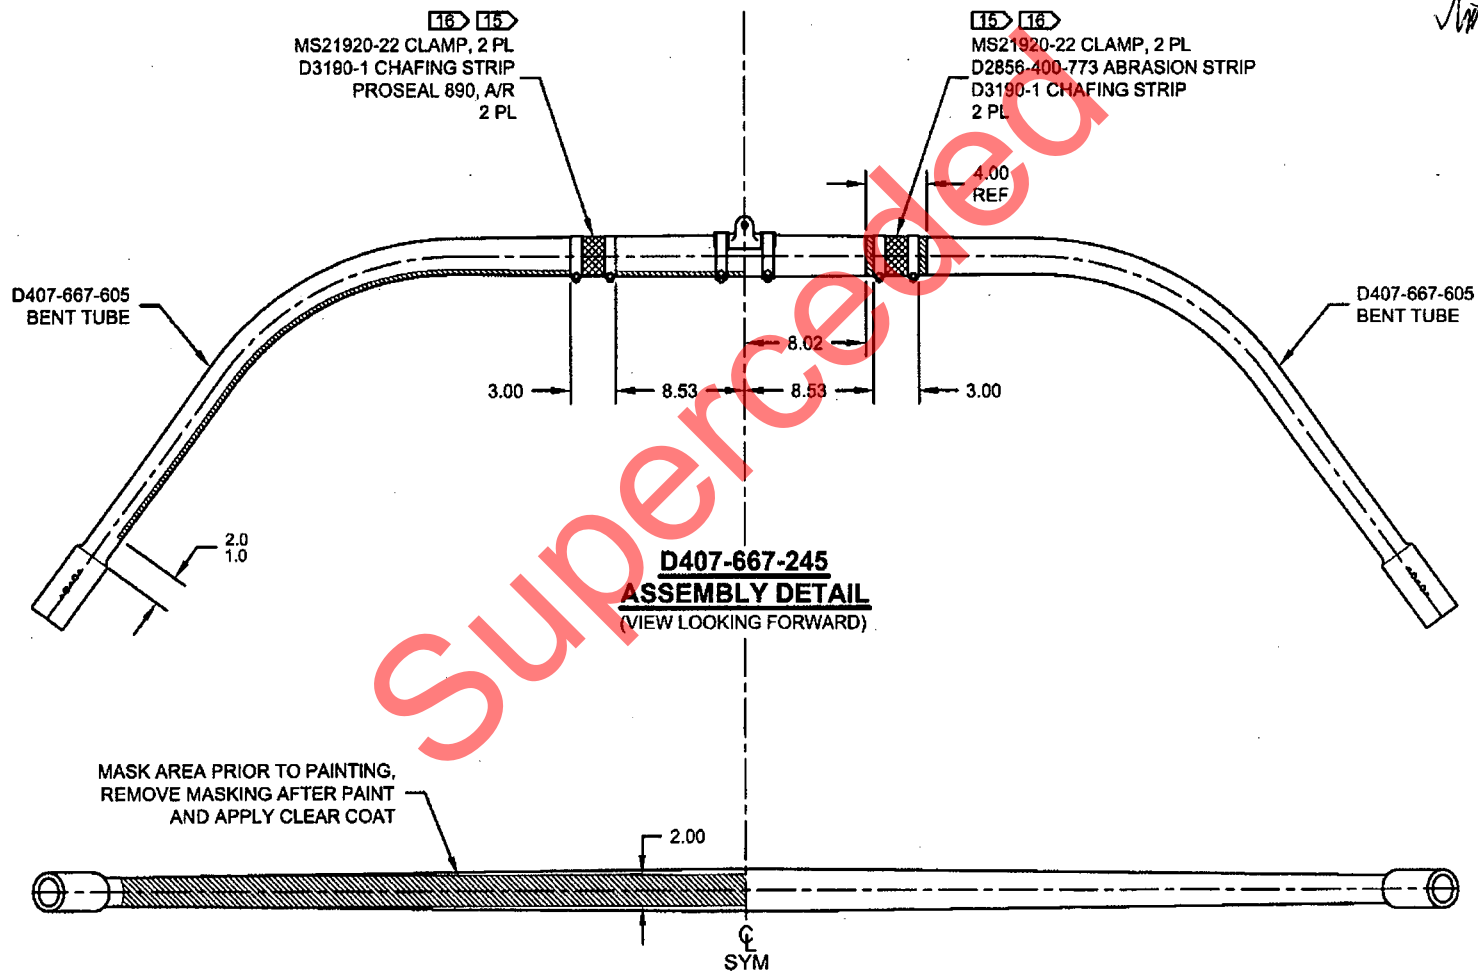 16 15
MS21920-22 CLAMP, 2 PL
D3190-1 CHAFING STRIP
PROSEAL 890, A/R
2 PL
15 16
MS21920-22 CLAMP, 2 PL
D2856-400-773 ABRASION STRIP
D3190-1 CHAFING STRIP
2 PL
4.00
REF
D407-667-605
BENT TUBE
D407-667-605
BENT TUBE
8.02
3.00
8.53
8.53
3.00
2.0
1.0
D407-667-245
ASSEMBLY DETAIL
(VIEW LOOKING FORWARD)
Superceded
MASK AREA PRIOR TO PAINTING,
REMOVE MASKING AFTER PAINT
AND APPLY CLEAR COAT
2.00
SYM